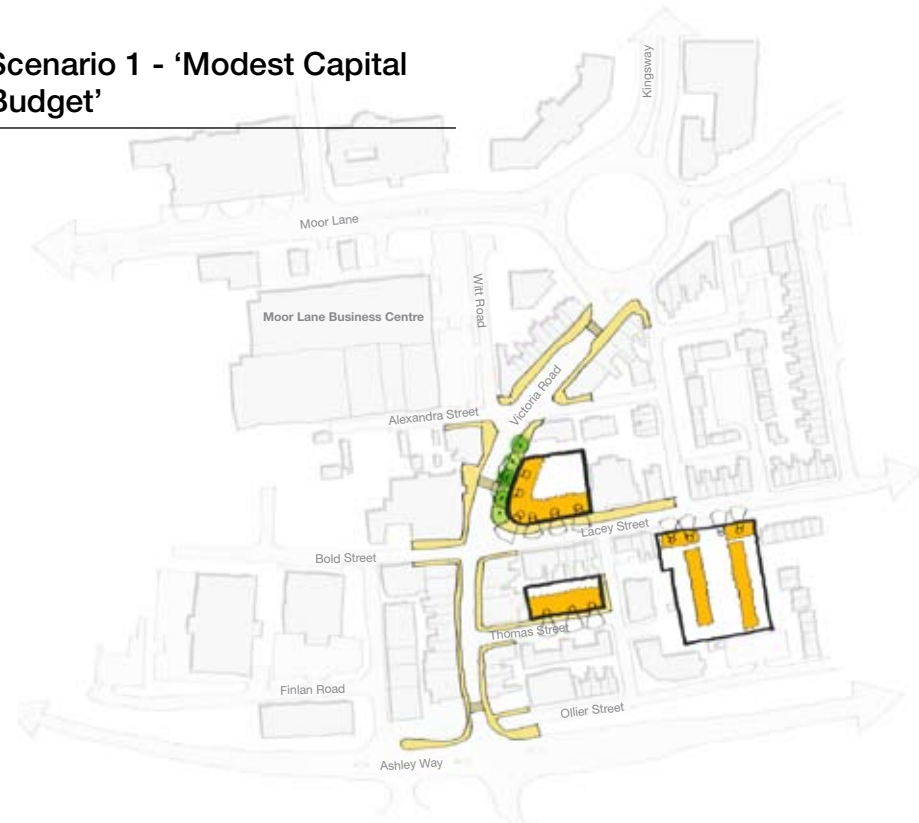 Scenario 1 - ‘Modest Capital
Budget’
Kingsway
Moor Lane
Witt Road
Moor Lane Business Centre
Victoria Road
Alexandra Street
Lacey Street
Bold Street
Thomas Street
Finlan Road
Ollier Street
Ashley Way